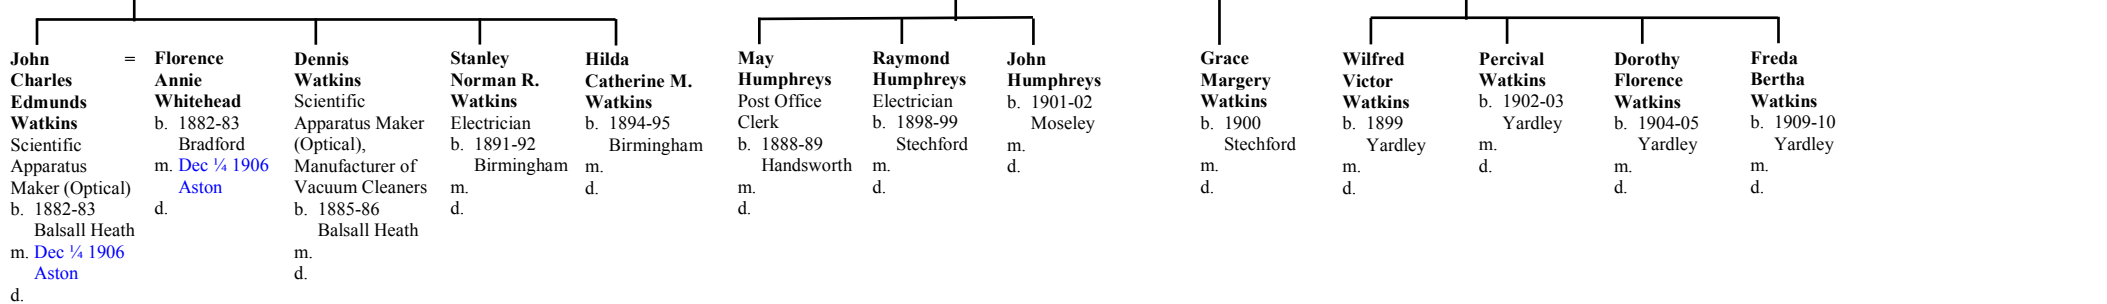 John =
Charles
Edmunds
Watkins
Scientific
Apparatus
Maker (Optical)
b. 1882-83
Balsall Heath
m. Dec ¼ 1906
Aston
d.
Florence
Annie
Whitehead
b. 1882-83
Bradford
m. Dec ¼ 1906
Aston
d.
Dennis
Watkins
Scientific
Apparatus Maker
(Optical),
Manufacturer of
Vacuum Cleaners
b. 1885-86
Balsall Heath
m.
d.
Stanley
Norman R.
Watkins
Electrician
b. 1891-92
Birmingham
m.
d.
Hilda
Catherine M.
Watkins
b. 1894-95
Birmingham
m.
d.
May
Humphreys
Post Office
Clerk
b. 1888-89
Handsworth
m.
d.
Raymond
Humphreys
Electrician
b. 1898-99
Stechford
m.
d.
John
Humphreys
b. 1901-02
Moseley
m.
d.
Grace
Margery
Watkins
b. 1900
Stechford
m.
d.
Wilfred
Victor
Watkins
b. 1899
Yardley
m.
d.
Percival
Watkins
b. 1902-03
Yardley
m.
d.
Dorothy
Florence
Watkins
b. 1904-05
Yardley
m.
d.
Freda
Bertha
Watkins
b. 1909-10
Yardley
m.
d.